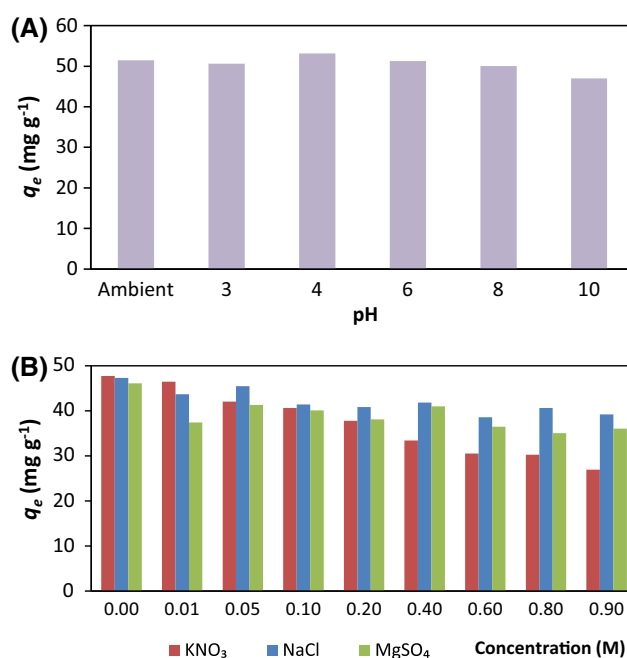 (A)
60
50
40
30
20
10
0
qₑ (mg g⁻¹)
Ambient 3 4 6 8 10
pH
(B)
50
40
30
20
10
0
qₑ (mg g⁻¹)
0.00 0.01 0.05 0.10 0.20 0.40 0.60 0.80 0.90
KNO₃ NaCl MgSO₄ Concentration (M)